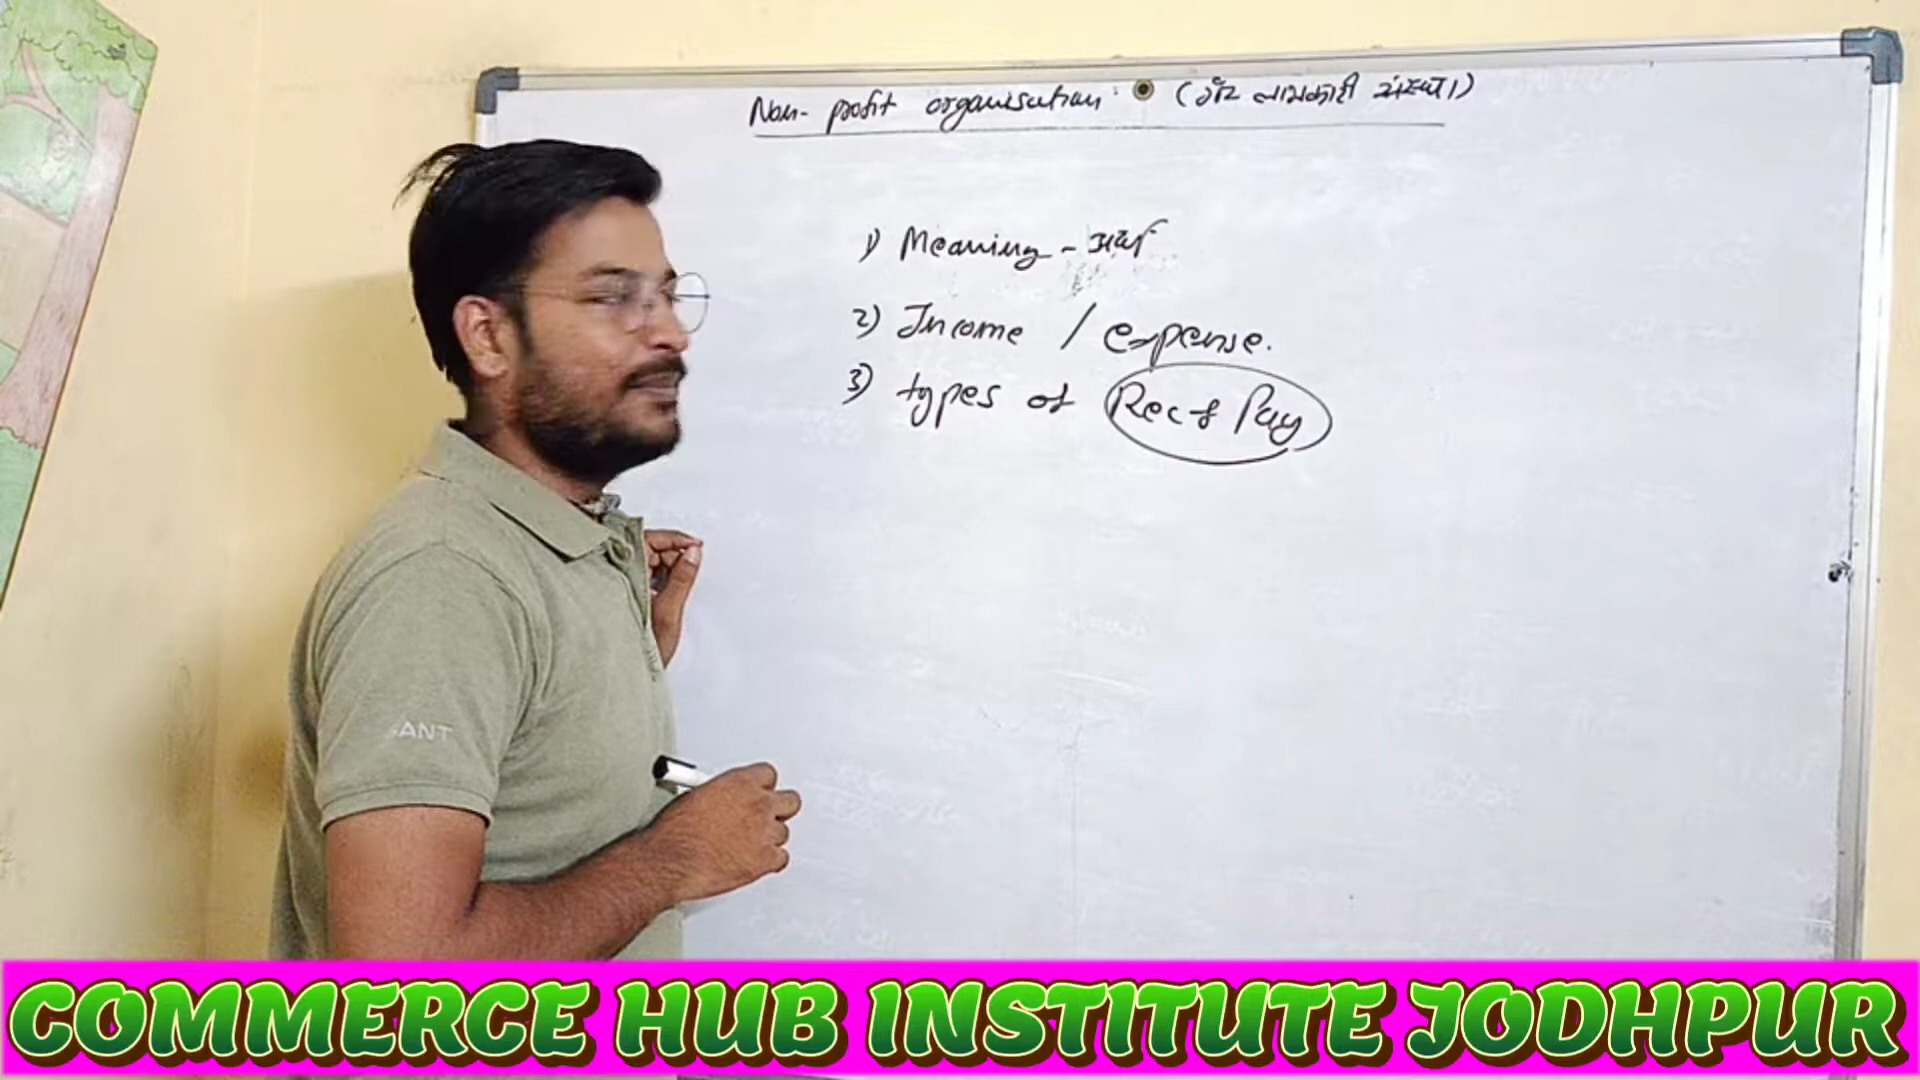 Non-profit organisation: (गैर लाभकारी संस्था)
1) Meaning - अर्थ
2) Income / expense.
3) types of Rec & Pay
SANT
COMMERCE HUB INSTITUTE JODHPUR